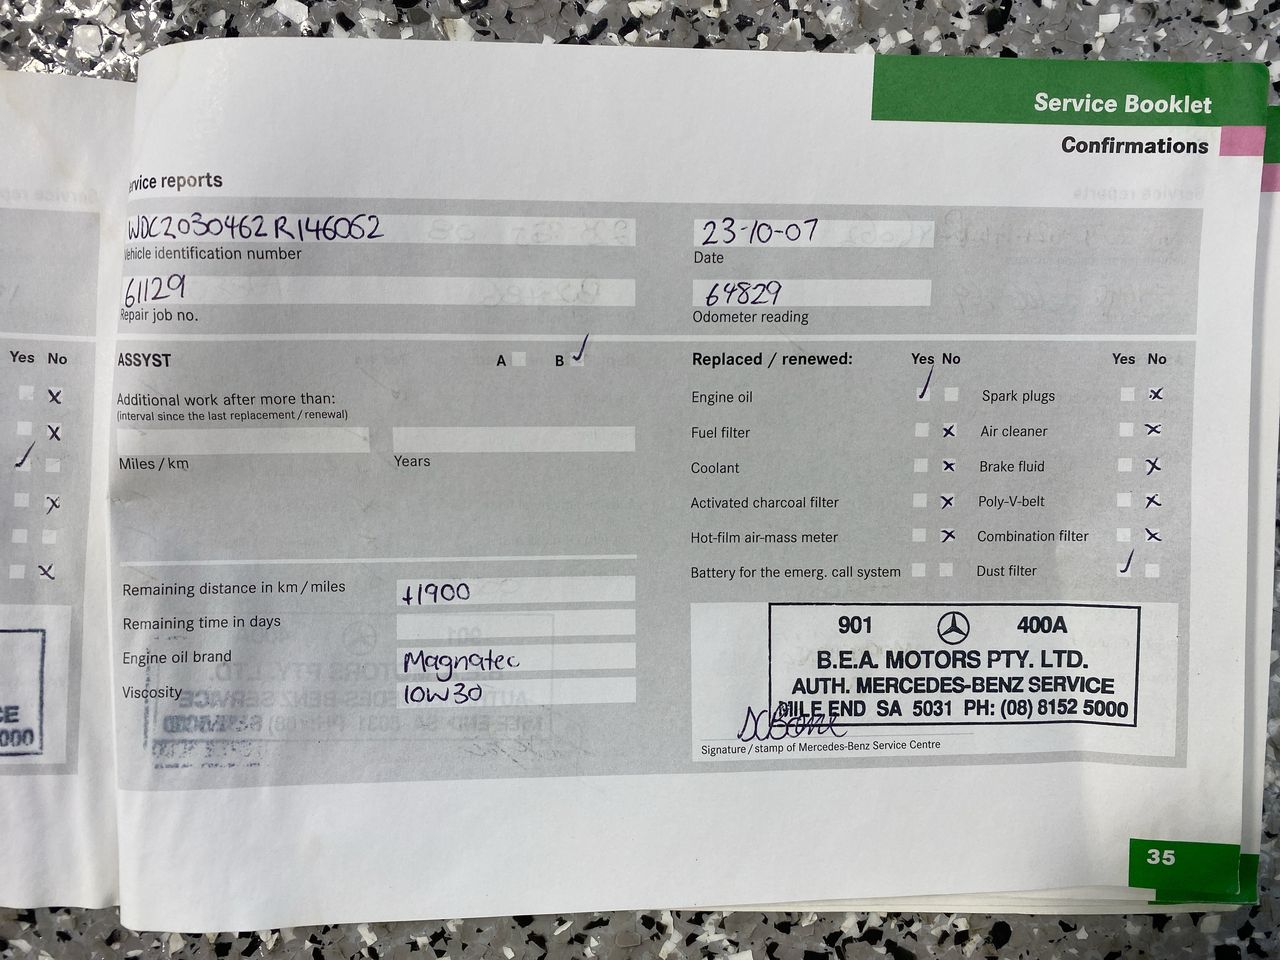 Service Booklet
Confirmations
rvice reports
WDC2030462R146062
Vehicle identification number
23-10-07
Date
61129
Repair job no.
64829
Odometer reading
Yes No
ASSYST A B ✓
Additional work after more than:
(interval since the last replacement / renewal)
Miles / km Years
Remaining distance in km / miles +1900
Remaining time in days
Engine oil brand Magnatec
Viscosity 10W30
Replaced / renewed: Yes No Yes No
Engine oil ✓ Spark plugs x
Fuel filter x Air cleaner x
Coolant x Brake fluid x
Activated charcoal filter x Poly-V-belt x
Hot-film air-mass meter x Combination filter x
Battery for the emerg. call system Dust filter ✓
901 400A
B.E.A. MOTORS PTY. LTD.
AUTH. MERCEDES-BENZ SERVICE
MILE END SA 5031 PH: (08) 8152 5000
Signature / stamp of Mercedes-Benz Service Centre
CE
000
35